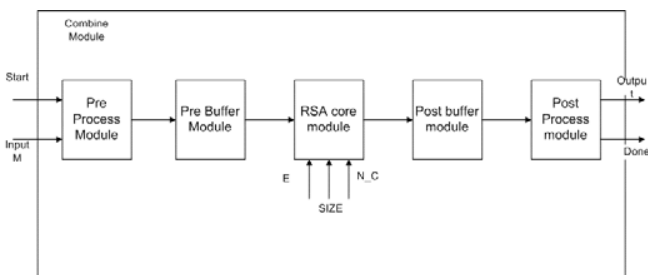 Combine
Module
Start
Input
M
Pre
Process
Module
Pre Buffer
Module
RSA core
module
Post buffer
module
Post
Process
module
Outpu
t
Done
E
SIZE
N_C